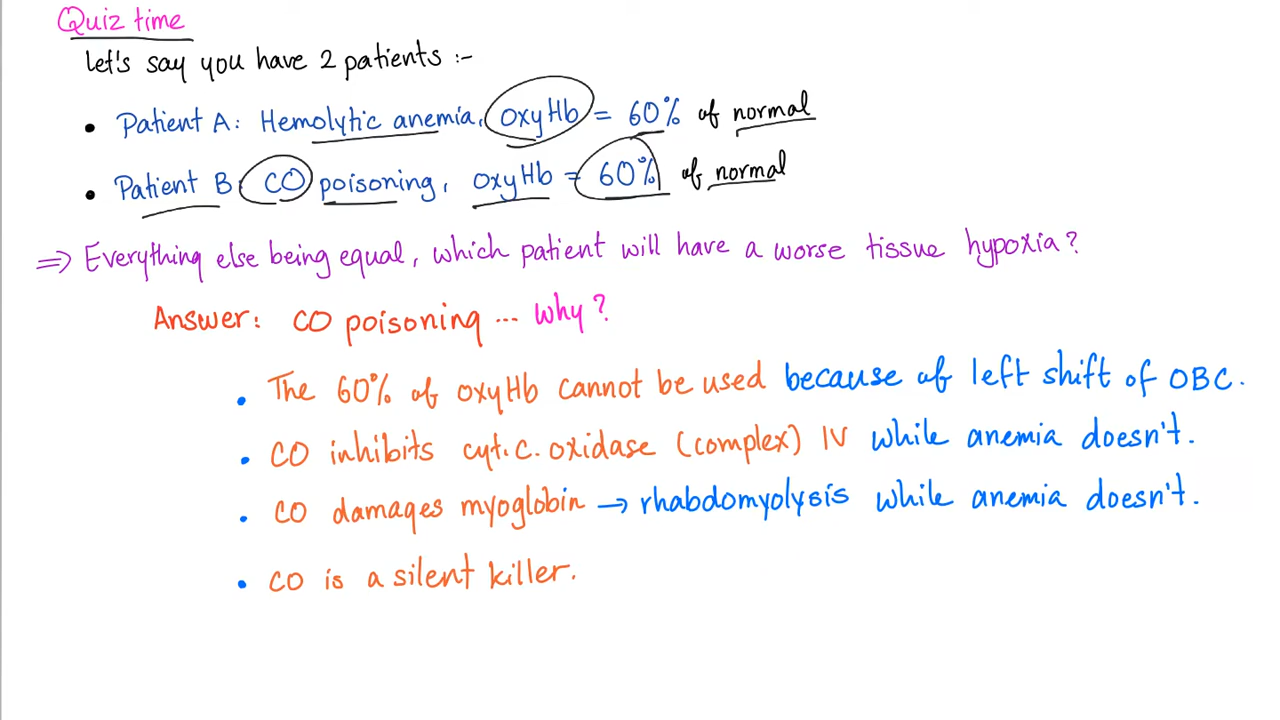 Quiz time
Let's say you have 2 patients :-
• Patient A: Hemolytic anemia, oxyHb = 60% of normal
• Patient B: CO poisoning, oxyHb = 60% of normal
⇒ Everything else being equal, which patient will have a worse tissue hypoxia?
Answer: CO poisoning ... why?
• The 60% of oxyHb cannot be used because of left shift of OBC.
• CO inhibits cyt. c. oxidase (complex) IV while anemia doesn't.
• CO damages myoglobin → rhabdomyolysis while anemia doesn't.
• CO is a silent killer.